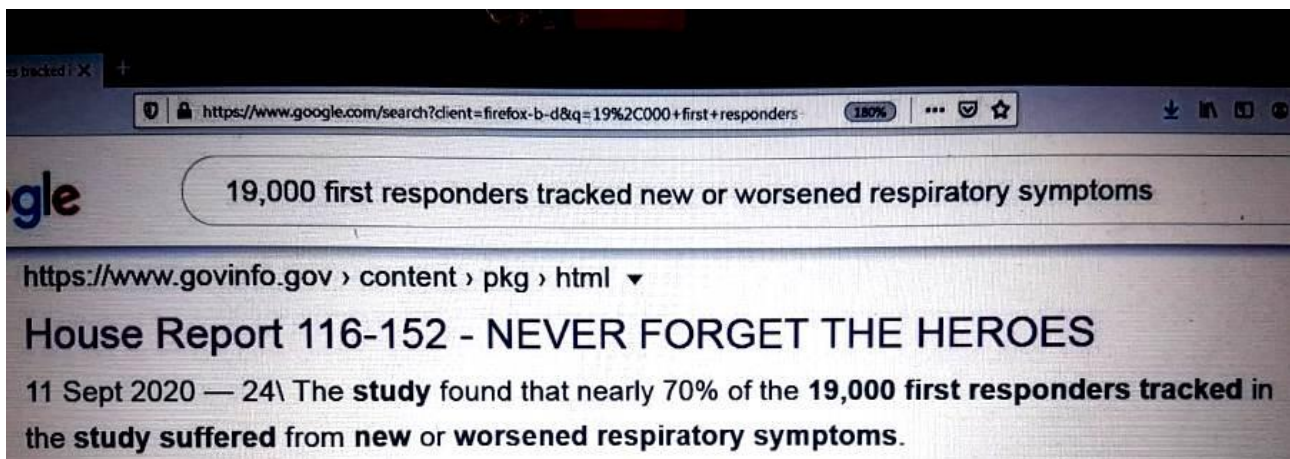 https://www.google.com/search?client=firefox-b-d&q=19%2C000+first+responders 180%
gle 19,000 first responders tracked new or worsened respiratory symptoms
https://www.govinfo.gov › content › pkg › html
House Report 116-152 - NEVER FORGET THE HEROES
11 Sept 2020 — 24\ The study found that nearly 70% of the 19,000 first responders tracked in
the study suffered from new or worsened respiratory symptoms.